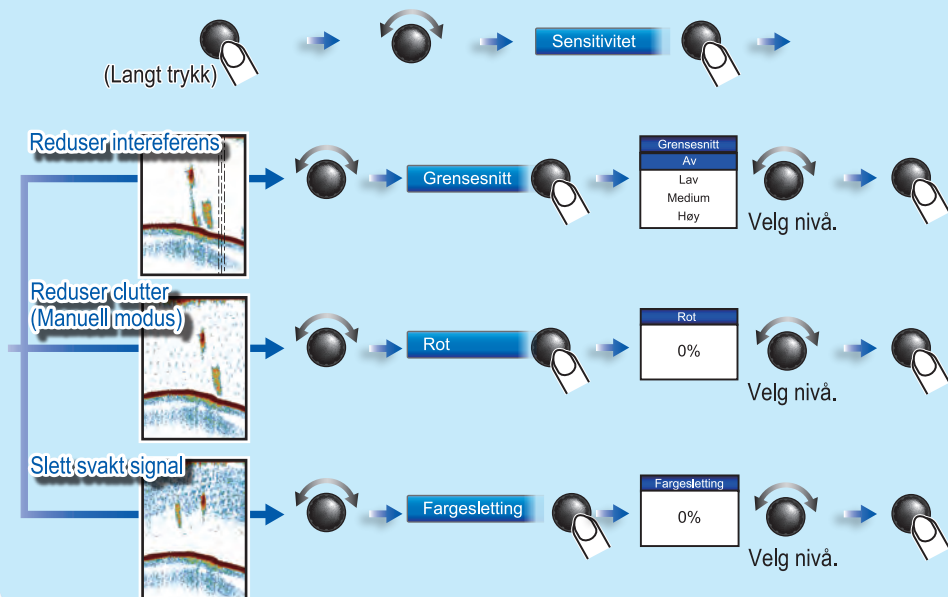 Sensitivitet
(Langt trykk)
Reduser intereferens
Grensesnitt
Grensesnitt
Av
Lav
Medium
Høy
Velg nivå.
Reduser clutter
(Manuell modus)
Rot
Rot
0%
Velg nivå.
Slett svakt signal
Fargesletting
Fargesletting
0%
Velg nivå.